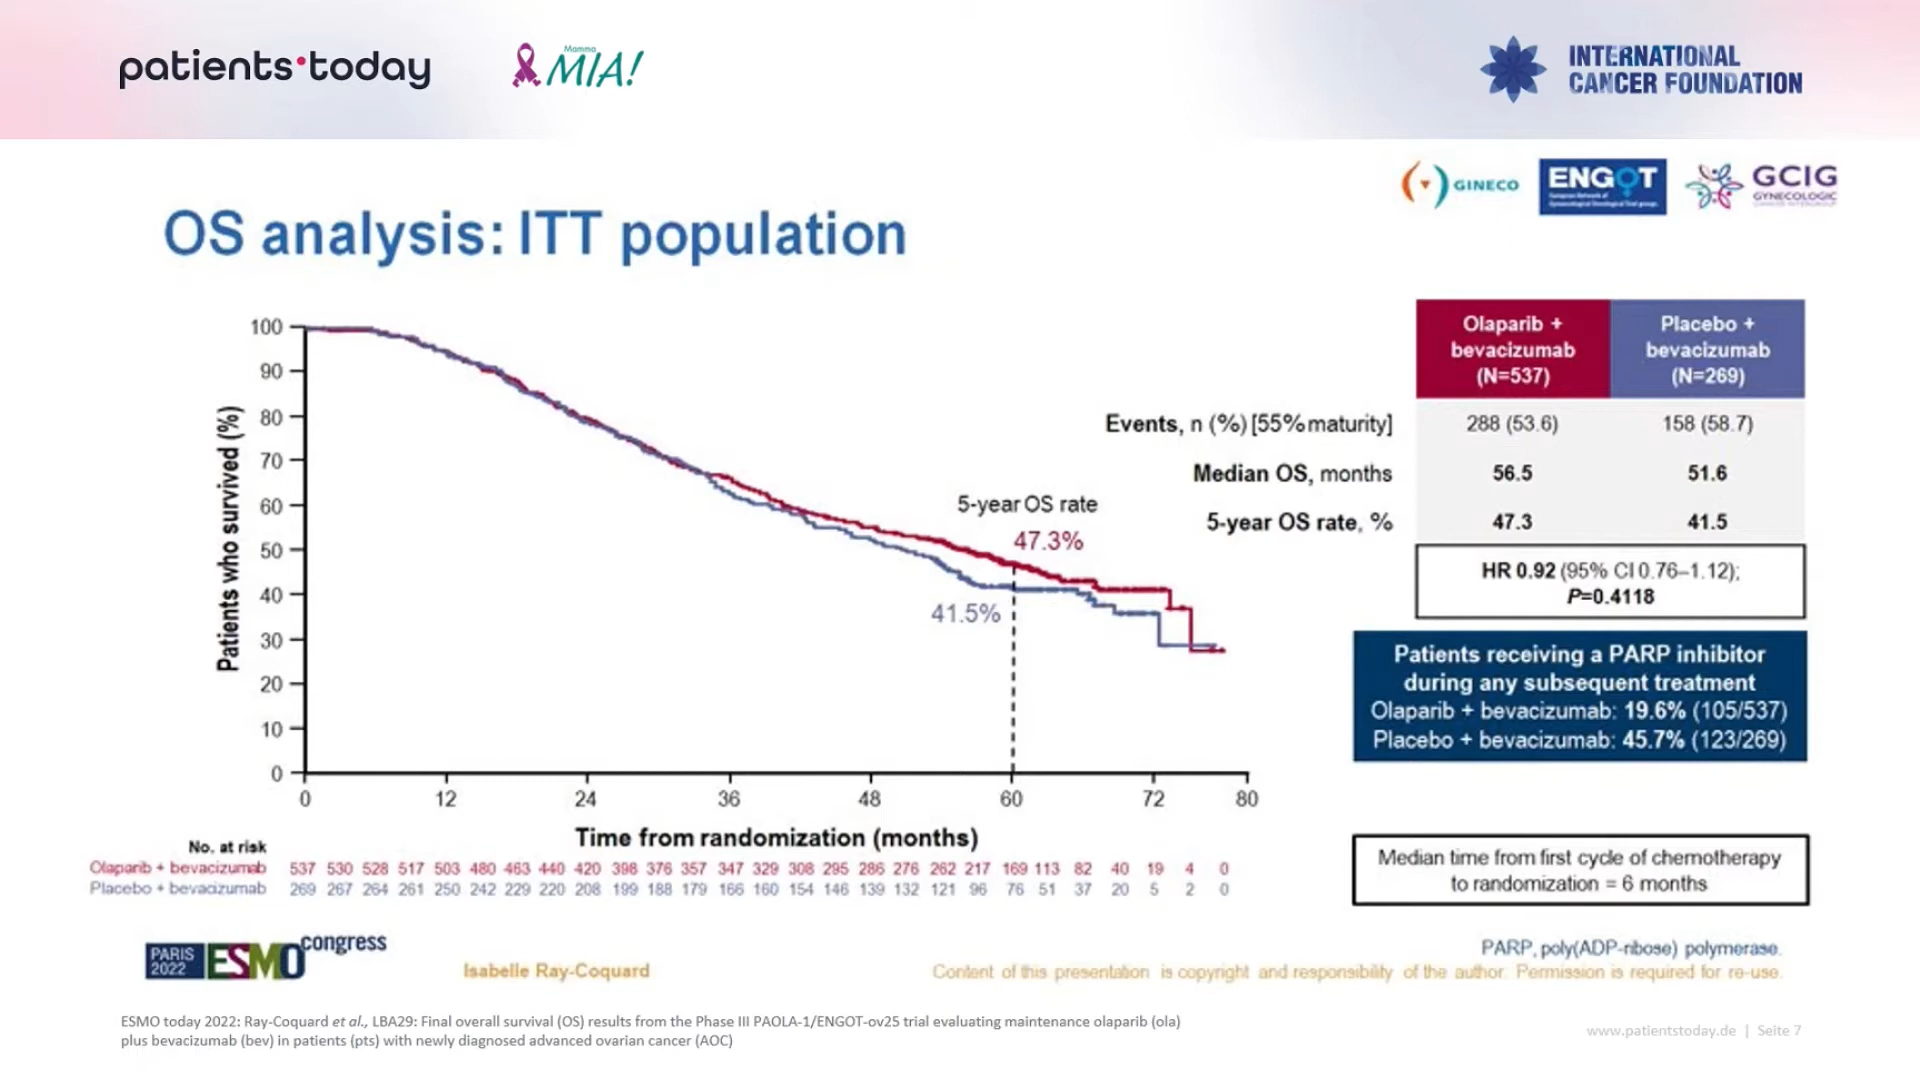 patients•today
Mamma
MIA!
INTERNATIONAL
CANCER FOUNDATION
GINECO
ENGOT
GCIG
GYNECOLOGIC
CANCER INTERGROUP
OS analysis: ITT population
Patients who survived (%)
100
90
80
70
60
50
40
30
20
10
0
5-year OS rate
47.3%
41.5%
0 12 24 36 48 60 72 80
Time from randomization (months)
No. at risk
Olaparib + bevacizumab 537 530 528 517 503 480 463 440 420 398 376 357 347 329 308 295 286 276 262 217 169 113 82 40 19 4 0
Placebo + bevacizumab 269 267 264 261 250 242 229 220 208 199 188 179 166 160 154 146 139 132 121 96 76 51 37 20 5 2 0
Olaparib +
bevacizumab
(N=537)
Placebo +
bevacizumab
(N=269)
Events, n (%) [55% maturity] 288 (53.6) 158 (58.7)
Median OS, months 56.5 51.6
5-year OS rate, % 47.3 41.5
HR 0.92 (95% CI 0.76–1.12);
P=0.4118
Patients receiving a PARP inhibitor
during any subsequent treatment
Olaparib + bevacizumab: 19.6% (105/537)
Placebo + bevacizumab: 45.7% (123/269)
Median time from first cycle of chemotherapy
to randomization = 6 months
PARIS
2022
ESMO congress
Isabelle Ray-Coquard
PARP, poly(ADP-ribose) polymerase.
Content of this presentation is copyright and responsibility of the author. Permission is required for re-use.
ESMO today 2022: Ray-Coquard et al., LBA29: Final overall survival (OS) results from the Phase III PAOLA-1/ENGOT-ov25 trial evaluating maintenance olaparib (ola)
plus bevacizumab (bev) in patients (pts) with newly diagnosed advanced ovarian cancer (AOC)
www.patientstoday.de | Seite 7